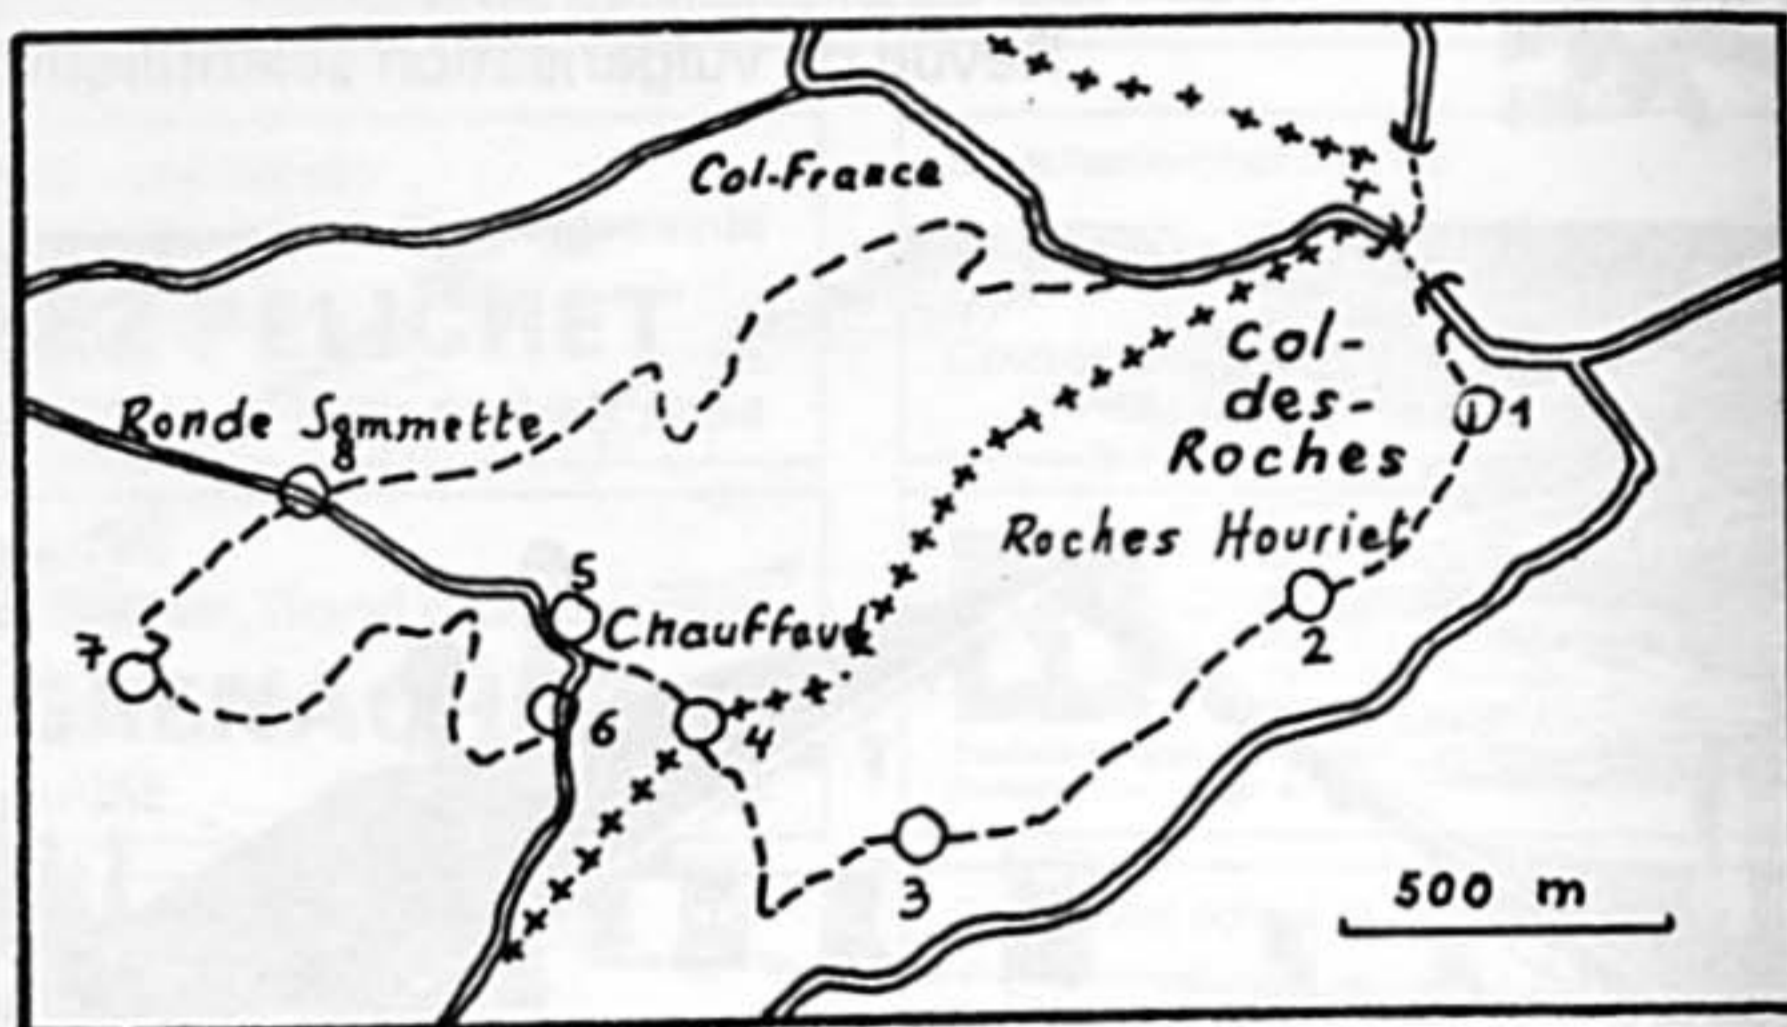 Col-France
Col-
des-
Roches
1
Ronde Sommette
8
Roches Houriet
5
Chauffaud
2
7
6
4
3
500 m